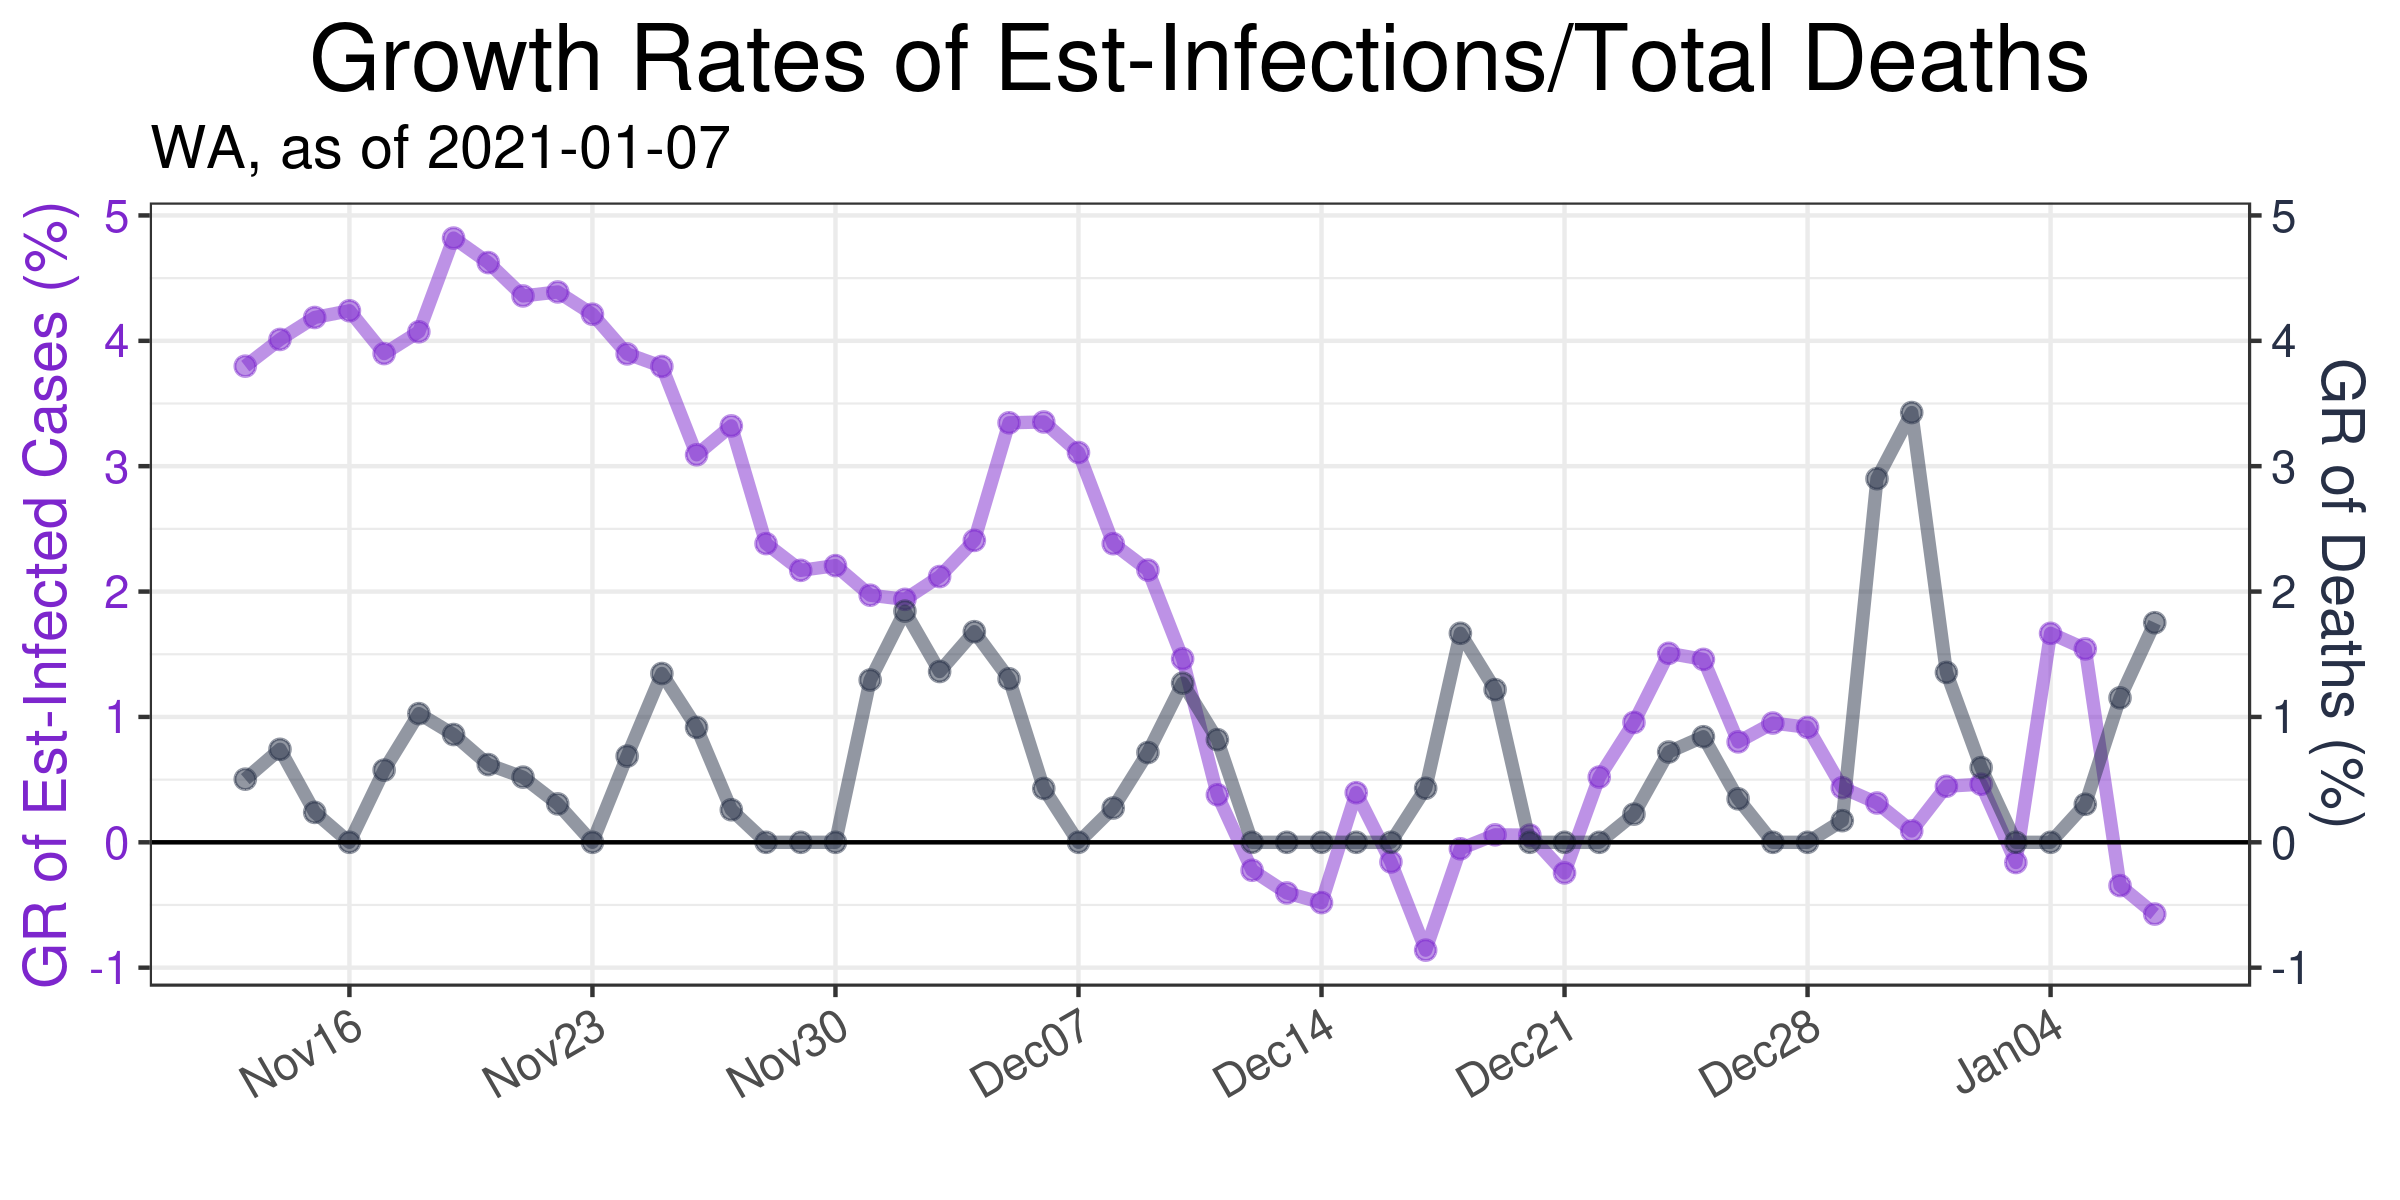 Growth Rates of Est-Infections/Total Deaths
WA, as of 2021-01-07
GR of Est-Infected Cases (%)
5
4
3
2
1
0
-1
5
4
3
2
1
0
-1
GR of Deaths (%)
Nov16
Nov23
Nov30
Dec07
Dec14
Dec21
Dec28
Jan04